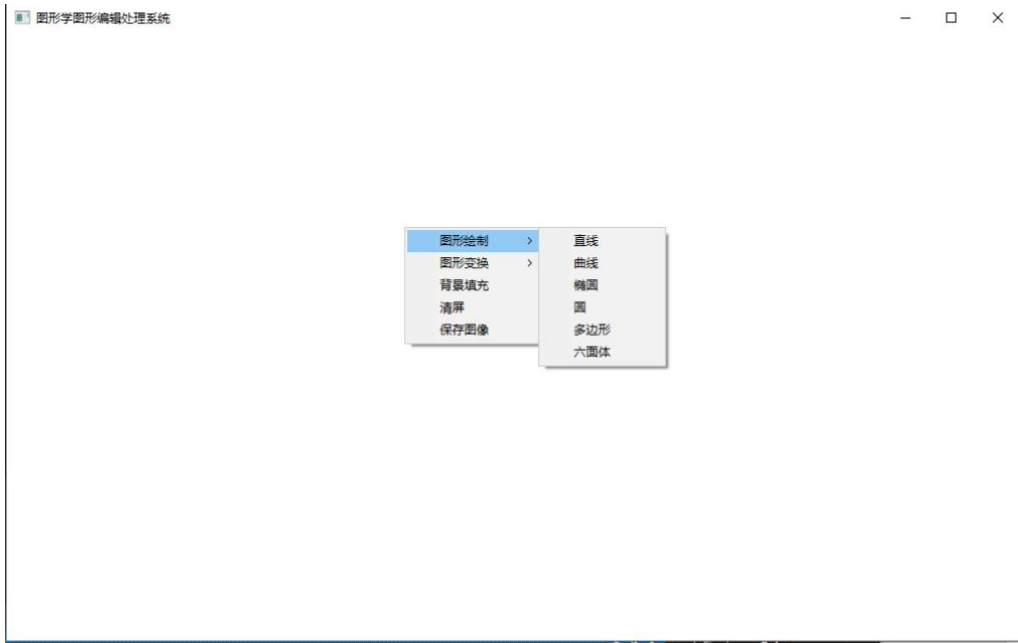 图形学图形编辑处理系统
图形绘制
图形变换
背景填充
清屏
保存图像
直线
曲线
椭圆
圆
多边形
六面体